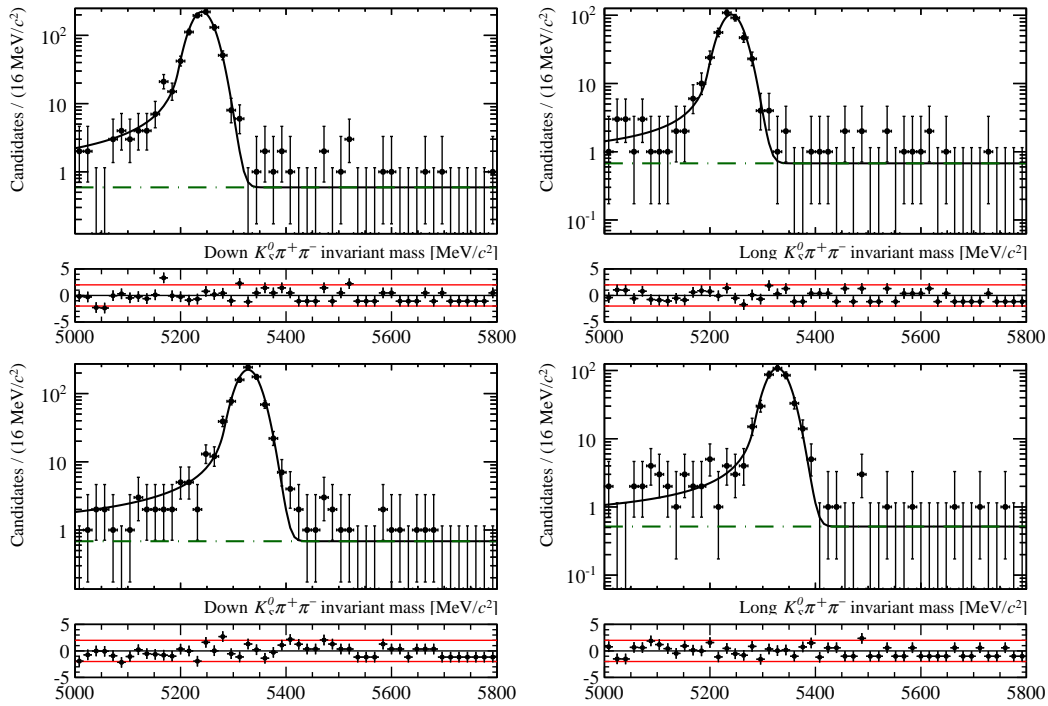 Candidates / (16 MeV/c²)
10²
10
1
Down K⁰ₛπ⁺π⁻ invariant mass [MeV/c²]
5
0
-5
5000 5200 5400 5600 5800
Candidates / (16 MeV/c²)
10²
10
1
10⁻¹
Long K⁰ₛπ⁺π⁻ invariant mass [MeV/c²]
5
0
-5
5000 5200 5400 5600 5800
Candidates / (16 MeV/c²)
10²
10
1
Down K⁰ₛπ⁺π⁻ invariant mass [MeV/c²]
5
0
-5
5000 5200 5400 5600 5800
Candidates / (16 MeV/c²)
10²
10
1
10⁻¹
Long K⁰ₛπ⁺π⁻ invariant mass [MeV/c²]
5
0
-5
5000 5200 5400 5600 5800